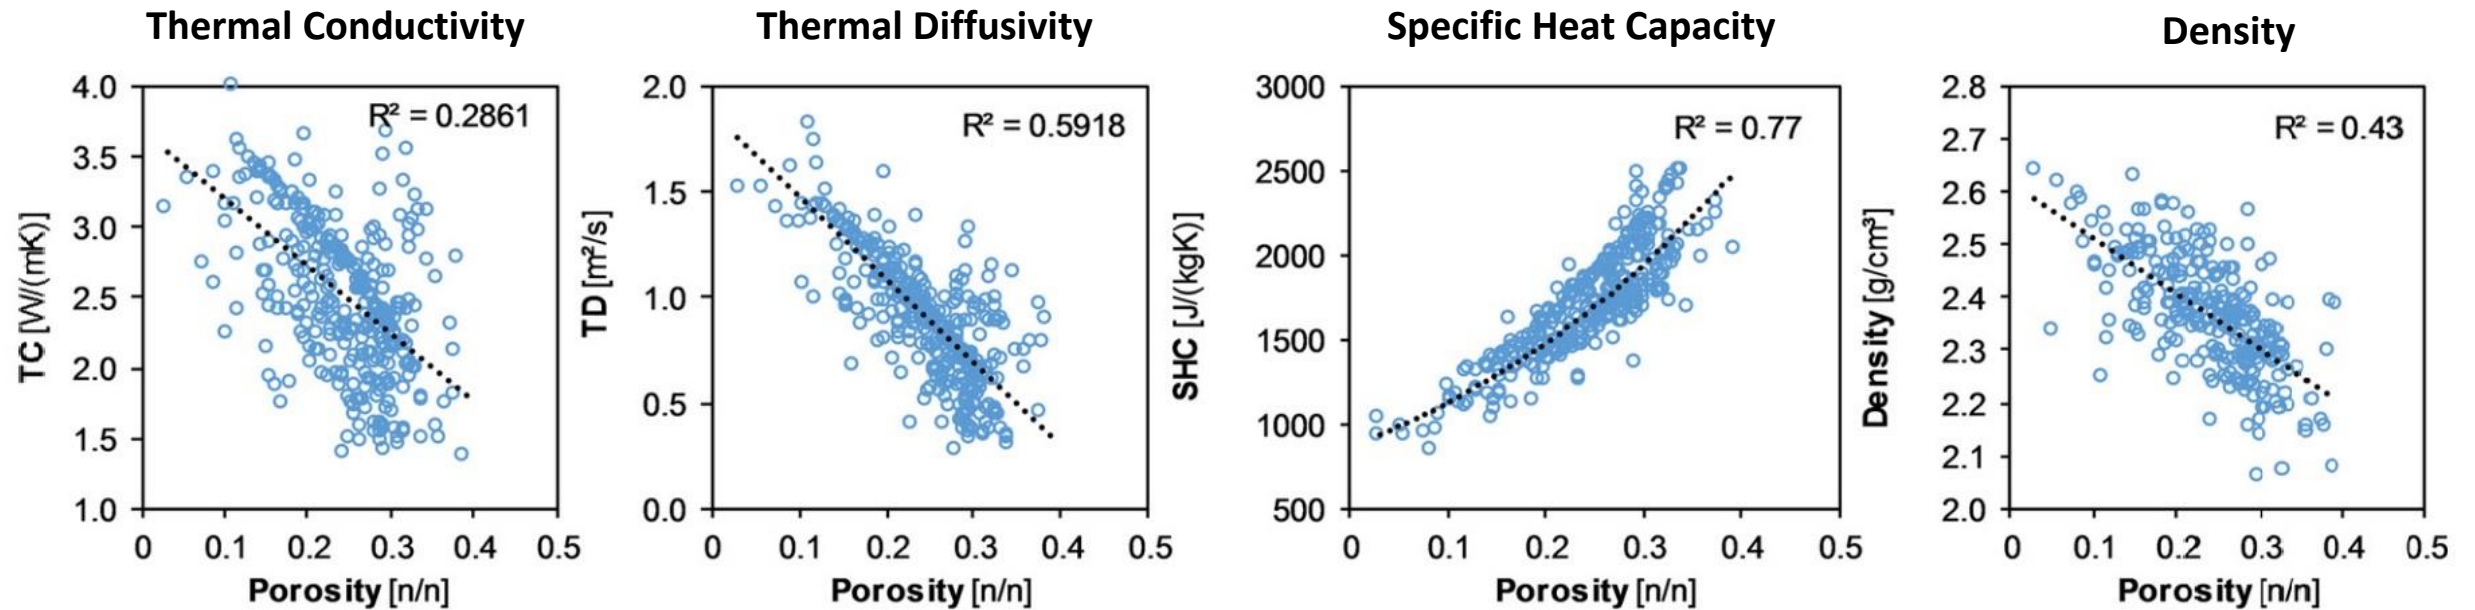 Thermal Conductivity
Thermal Diffusivity
Specific Heat Capacity
Density
TC [W/(mK)]
4.0
3.5
3.0
2.5
2.0
1.5
1.0
R² = 0.2861
0 0.1 0.2 0.3 0.4 0.5
Porosity [n/n]
TD [m²/s]
2.0
1.5
1.0
0.5
0.0
R² = 0.5918
0 0.1 0.2 0.3 0.4 0.5
Porosity [n/n]
SHC [J/(kgK)]
3000
2500
2000
1500
1000
500
R² = 0.77
0 0.1 0.2 0.3 0.4 0.5
Porosity [n/n]
Density [g/cm³]
2.8
2.7
2.6
2.5
2.4
2.3
2.2
2.1
2.0
R² = 0.43
0 0.1 0.2 0.3 0.4 0.5
Porosity [n/n]